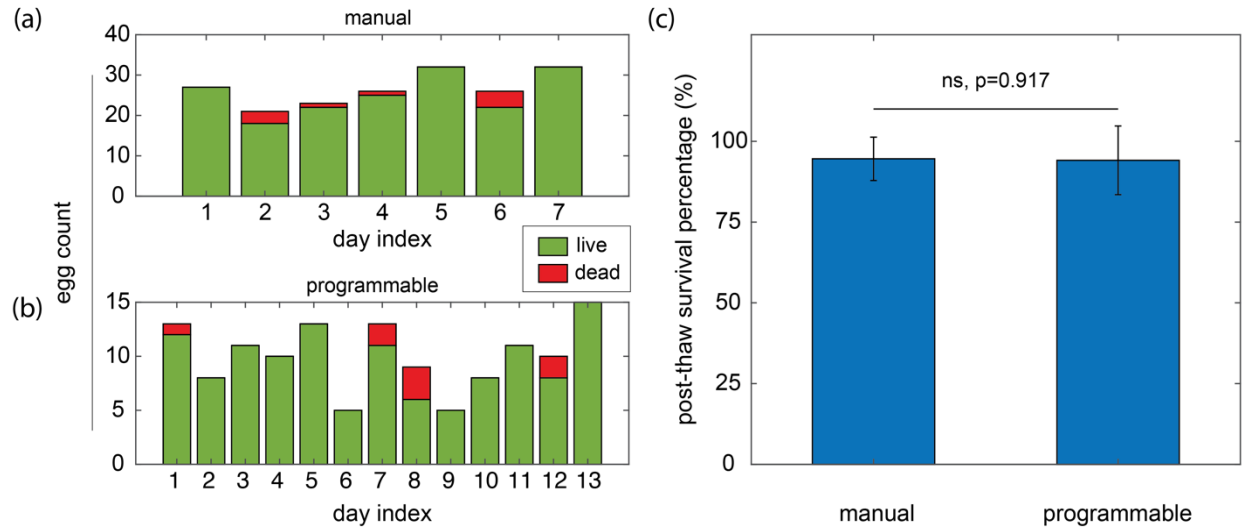 (a)
manual
40
30
20
10
0
1 2 3 4 5 6 7
day index
egg count
live
dead
(b)
programmable
15
10
5
0
1 2 3 4 5 6 7 8 9 10 11 12 13
day index
(c)
ns, p=0.917
post-thaw survival percentage (%)
100
75
50
25
0
manual programmable